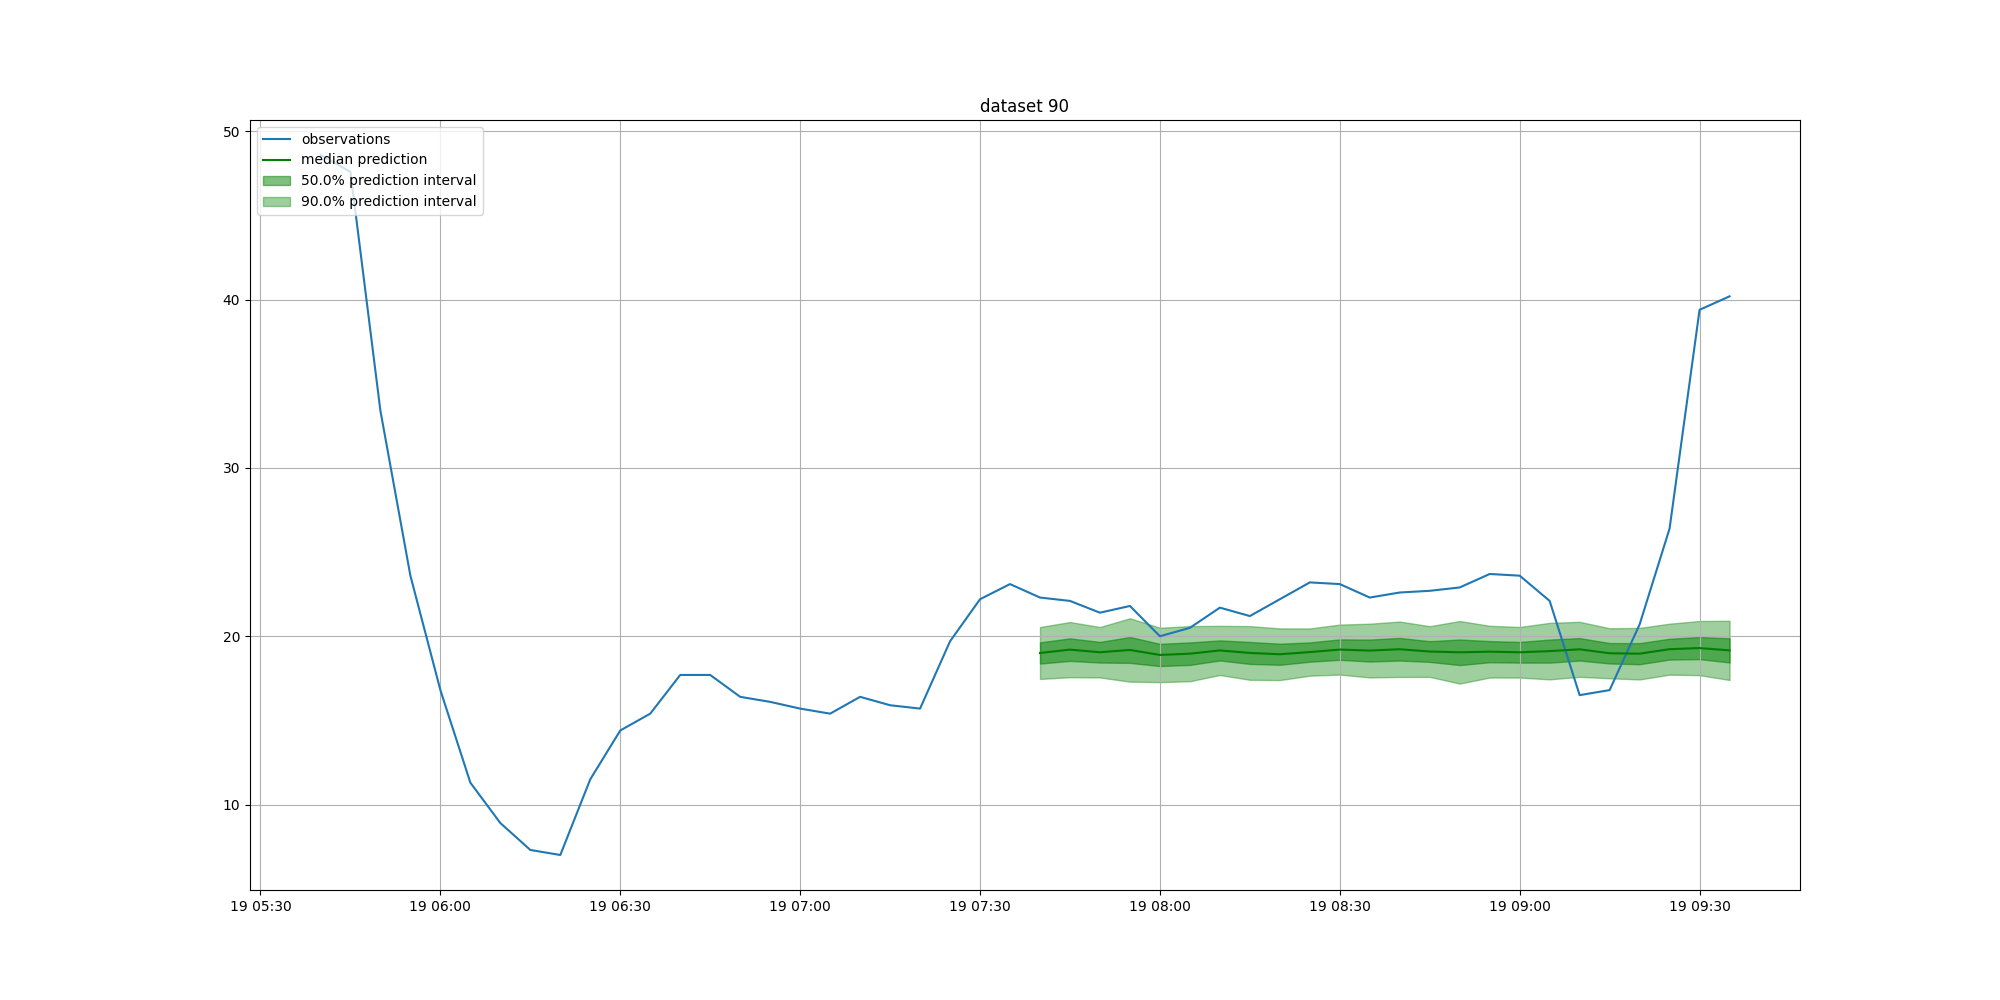 dataset 90
50
observations
median prediction
50.0% prediction interval
90.0% prediction interval
40
30
20
10
19 05:30 19 06:00 19 06:30 19 07:00 19 07:30 19 08:00 19 08:30 19 09:00 19 09:30